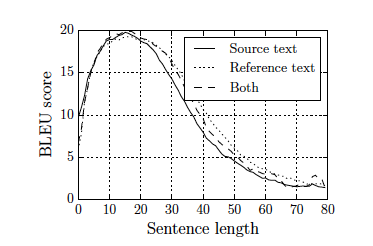 20
15
10
5
0
BLEU score
Source text
Reference text
Both
0 10 20 30 40 50 60 70 80
Sentence length